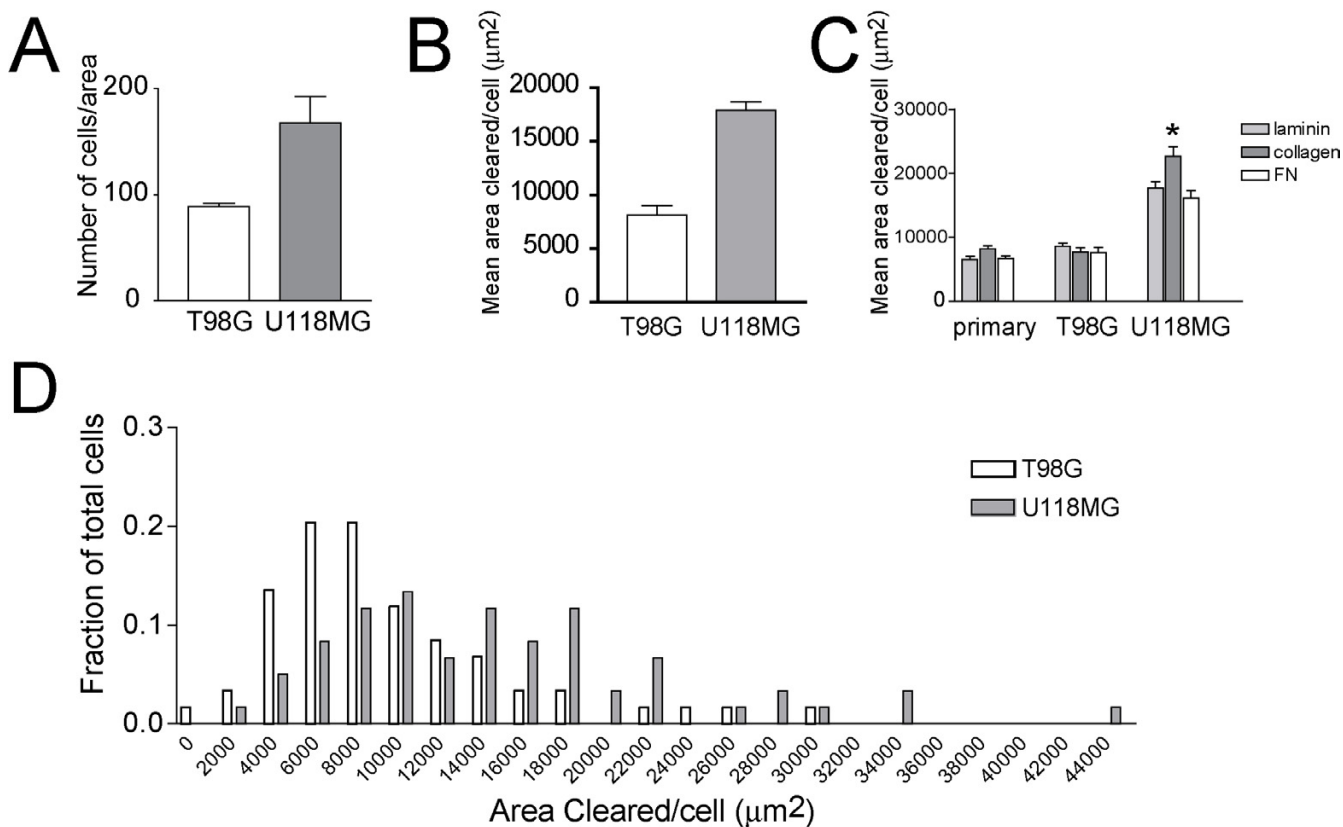 A
Number of cells/area
200
100
0
T98G U118MG
B
Mean area cleared/cell (μm2)
20000
15000
10000
5000
0
T98G U118MG
C
Mean area cleared/cell (μm2)
30000
20000
10000
0
*
primary T98G U118MG
laminin
collagen
FN
D
Fraction of total cells
0.3
0.2
0.1
0.0
T98G
U118MG
0 2000 4000 6000 8000 10000 12000 14000 16000 18000 20000 22000 24000 26000 28000 30000 32000 34000 36000 38000 40000 42000 44000
Area Cleared/cell (μm2)